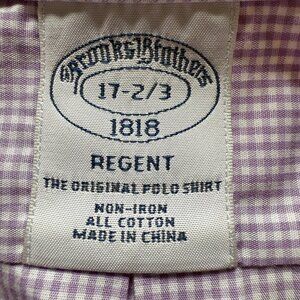 Brooks Brothers
17-2/3
1818
REGENT
THE ORIGINAL POLO SHIRT
NON-IRON
ALL COTTON
MADE IN CHINA